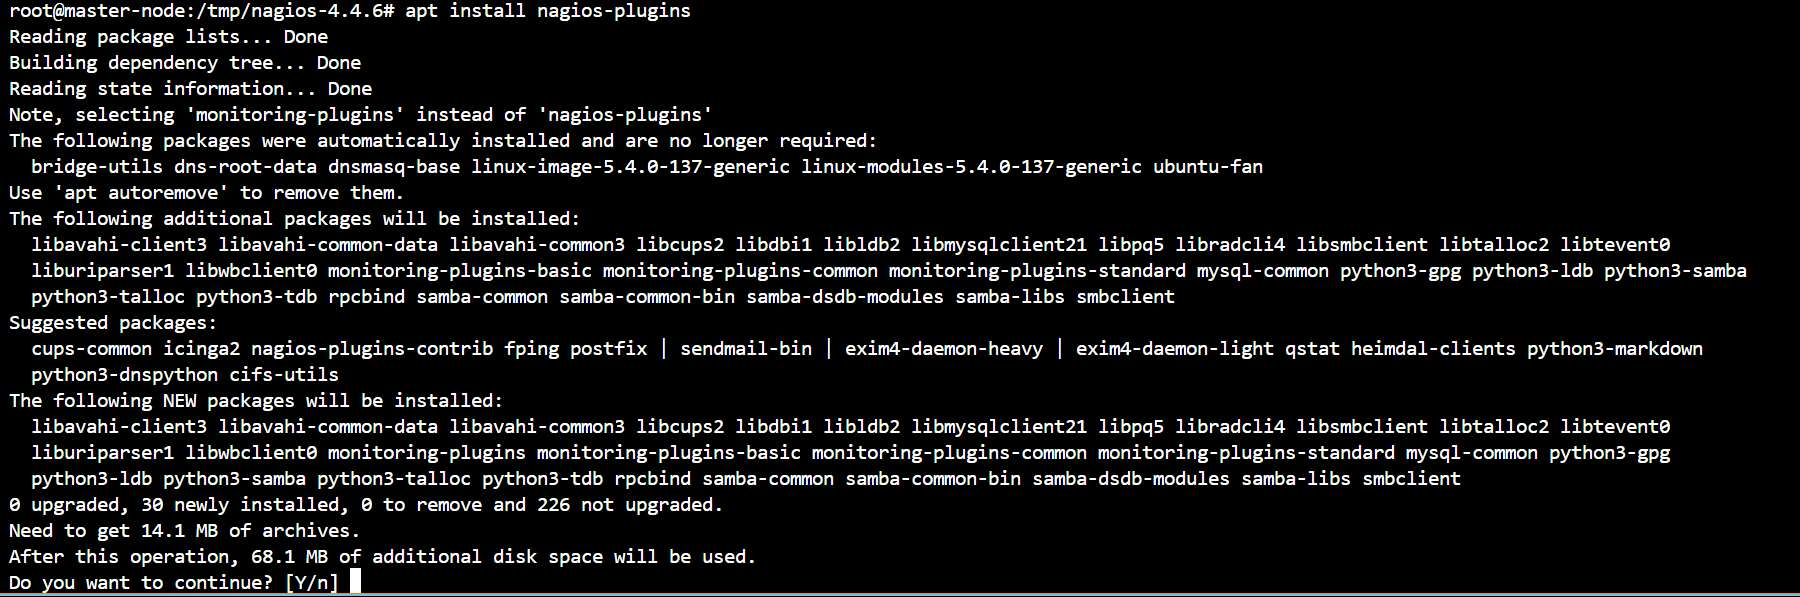 root@master-node:/tmp/nagios-4.4.6# apt install nagios-plugins
Reading package lists... Done
Building dependency tree... Done
Reading state information... Done
Note, selecting 'monitoring-plugins' instead of 'nagios-plugins'
The following packages were automatically installed and are no longer required:
  bridge-utils dns-root-data dnsmasq-base linux-image-5.4.0-137-generic linux-modules-5.4.0-137-generic ubuntu-fan
Use 'apt autoremove' to remove them.
The following additional packages will be installed:
  libavahi-client3 libavahi-common-data libavahi-common3 libcups2 libdbi1 libldb2 libmysqlclient21 libpq5 libradcli4 libsmbclient libtalloc2 libtevent0
  liburiparser1 libwbclient0 monitoring-plugins-basic monitoring-plugins-common monitoring-plugins-standard mysql-common python3-gpg python3-ldb python3-samba
  python3-talloc python3-tdb rpcbind samba-common samba-common-bin samba-dsdb-modules samba-libs smbclient
Suggested packages:
  cups-common icinga2 nagios-plugins-contrib fping postfix | sendmail-bin | exim4-daemon-heavy | exim4-daemon-light qstat heimdal-clients python3-markdown
  python3-dnspython cifs-utils
The following NEW packages will be installed:
  libavahi-client3 libavahi-common-data libavahi-common3 libcups2 libdbi1 libldb2 libmysqlclient21 libpq5 libradcli4 libsmbclient libtalloc2 libtevent0
  liburiparser1 libwbclient0 monitoring-plugins monitoring-plugins-basic monitoring-plugins-common monitoring-plugins-standard mysql-common python3-gpg
  python3-ldb python3-samba python3-talloc python3-tdb rpcbind samba-common samba-common-bin samba-dsdb-modules samba-libs smbclient
0 upgraded, 30 newly installed, 0 to remove and 226 not upgraded.
Need to get 14.1 MB of archives.
After this operation, 68.1 MB of additional disk space will be used.
Do you want to continue? [Y/n]